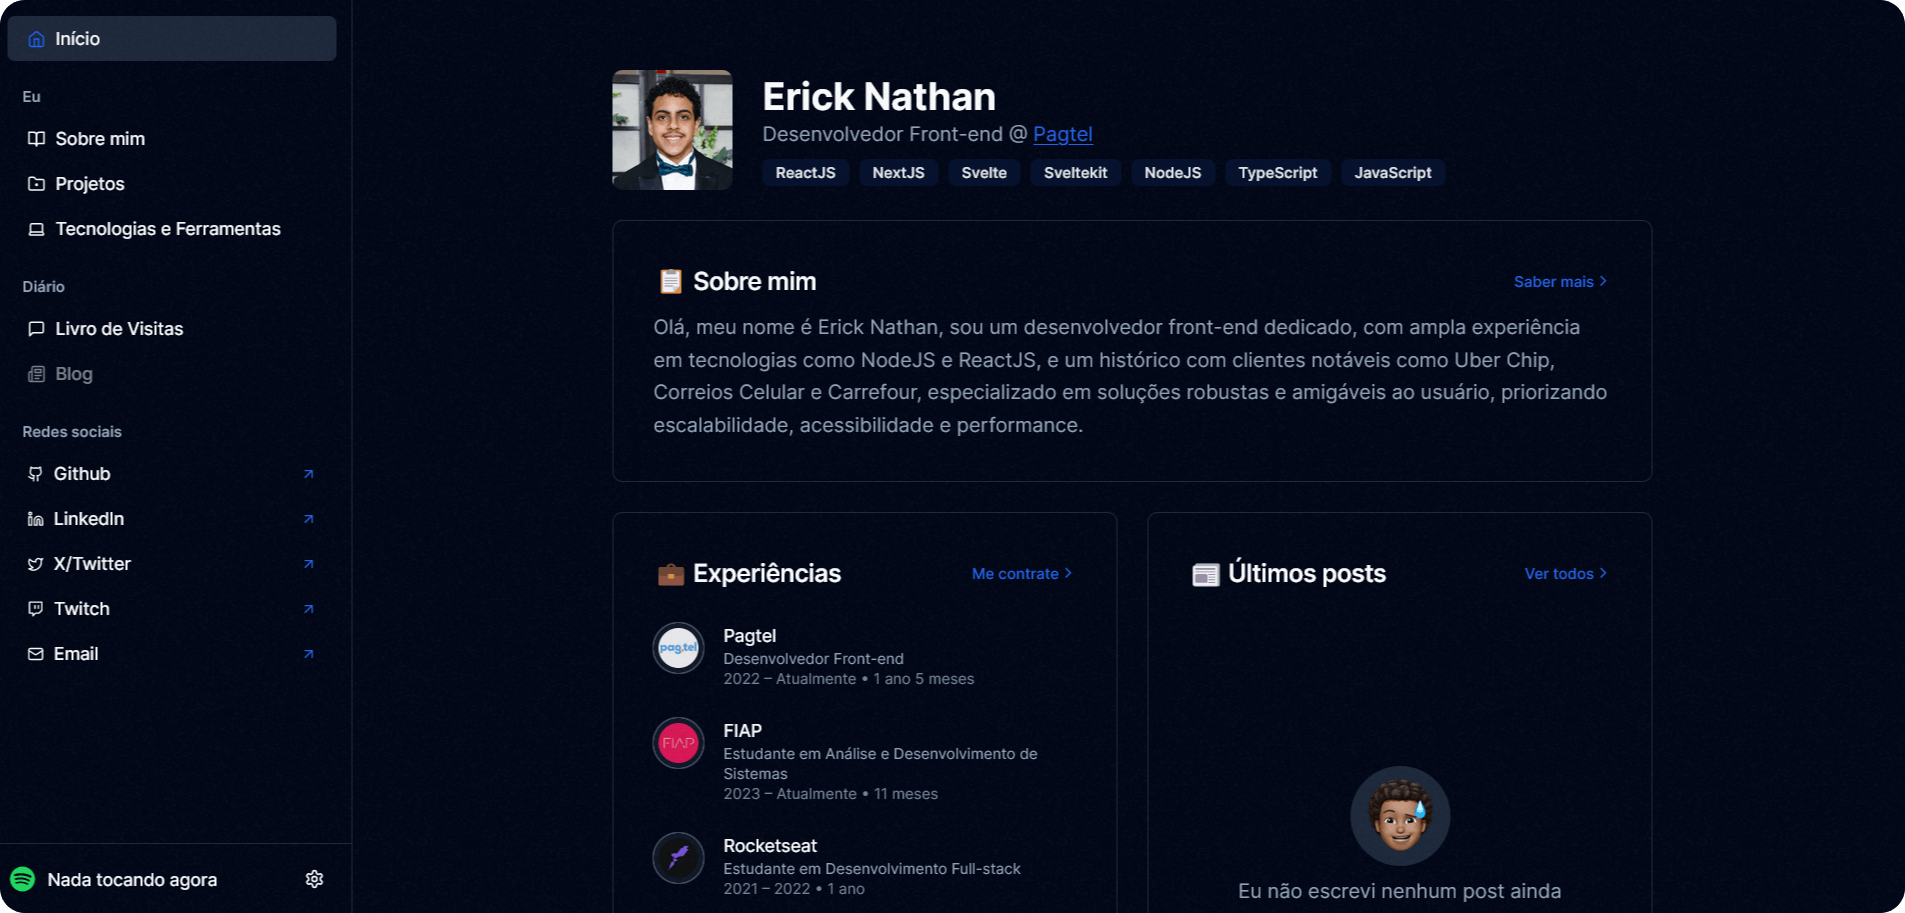 Início
Eu
Sobre mim
Projetos
Tecnologias e Ferramentas
Diário
Livro de Visitas
Blog
Redes sociais
Github
LinkedIn
X/Twitter
Twitch
Email
Nada tocando agora
Erick Nathan
Desenvolvedor Front-end @ Pagtel
ReactJS NextJS Svelte Sveltekit NodeJS TypeScript JavaScript
Sobre mim
Saber mais
Olá, meu nome é Erick Nathan, sou um desenvolvedor front-end dedicado, com ampla experiência
em tecnologias como NodeJS e ReactJS, e um histórico com clientes notáveis como Uber Chip,
Correios Celular e Carrefour, especializado em soluções robustas e amigáveis ao usuário, priorizando
escalabilidade, acessibilidade e performance.
Experiências
Me contrate
pag.tel
Pagtel
Desenvolvedor Front-end
2022 – Atualmente • 1 ano 5 meses
FIAP
FIAP
Estudante em Análise e Desenvolvimento de
Sistemas
2023 – Atualmente • 11 meses
Rocketseat
Estudante em Desenvolvimento Full-stack
2021 – 2022 • 1 ano
Últimos posts
Ver todos
Eu não escrevi nenhum post ainda